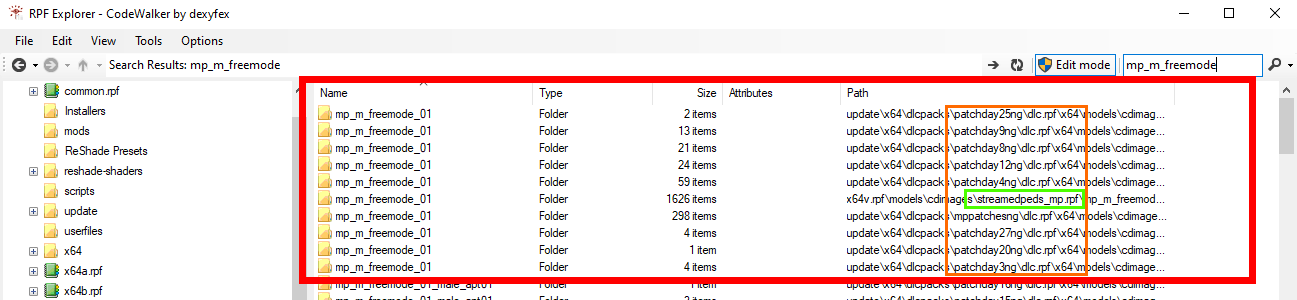 RPF Explorer - CodeWalker by dexyfex
File Edit View Tools Options
Search Results: mp_m_freemode Edit mode mp_m_freemode
common.rpf
Installers
mods
ReShade Presets
reshade-shaders
scripts
update
userfiles
x64
x64a.rpf
x64b.rpf
Name Type Size Attributes Path
mp_m_freemode_01 Folder 2 items update\x64\dlcpacks\patchday25ng\dlc.rpf\x64\models\cdimag...
mp_m_freemode_01 Folder 13 items update\x64\dlcpacks\patchday9ng\dlc.rpf\x64\models\cdimage...
mp_m_freemode_01 Folder 21 items update\x64\dlcpacks\patchday8ng\dlc.rpf\x64\models\cdimage...
mp_m_freemode_01 Folder 24 items update\x64\dlcpacks\patchday12ng\dlc.rpf\x64\models\cdimag...
mp_m_freemode_01 Folder 59 items update\x64\dlcpacks\patchday4ng\dlc.rpf\x64\models\cdimage...
mp_m_freemode_01 Folder 1626 items x64v.rpf\models\cdimages\streamedpeds_mp.rpf\mp_m_freemod...
mp_m_freemode_01 Folder 298 items update\x64\dlcpacks\mppatchesng\dlc.rpf\x64\models\cdimage...
mp_m_freemode_01 Folder 4 items update\x64\dlcpacks\patchday27ng\dlc.rpf\x64\models\cdimag...
mp_m_freemode_01 Folder 1 item update\x64\dlcpacks\patchday20ng\dlc.rpf\x64\models\cdimag...
mp_m_freemode_01 Folder 4 items update\x64\dlcpacks\patchday3ng\dlc.rpf\x64\models\cdimage...
mp_m_freemode_01_male_apt01 Folder 1 item